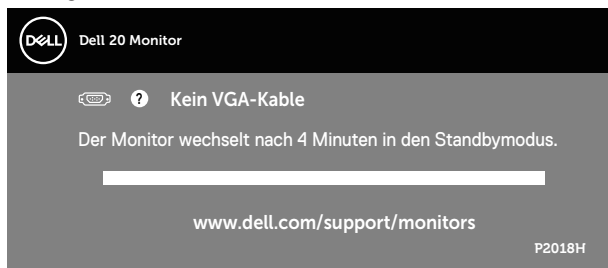 DELL Dell 20 Monitor
? Kein VGA-Kable
Der Monitor wechselt nach 4 Minuten in den Standbymodus.
www.dell.com/support/monitors
P2018H